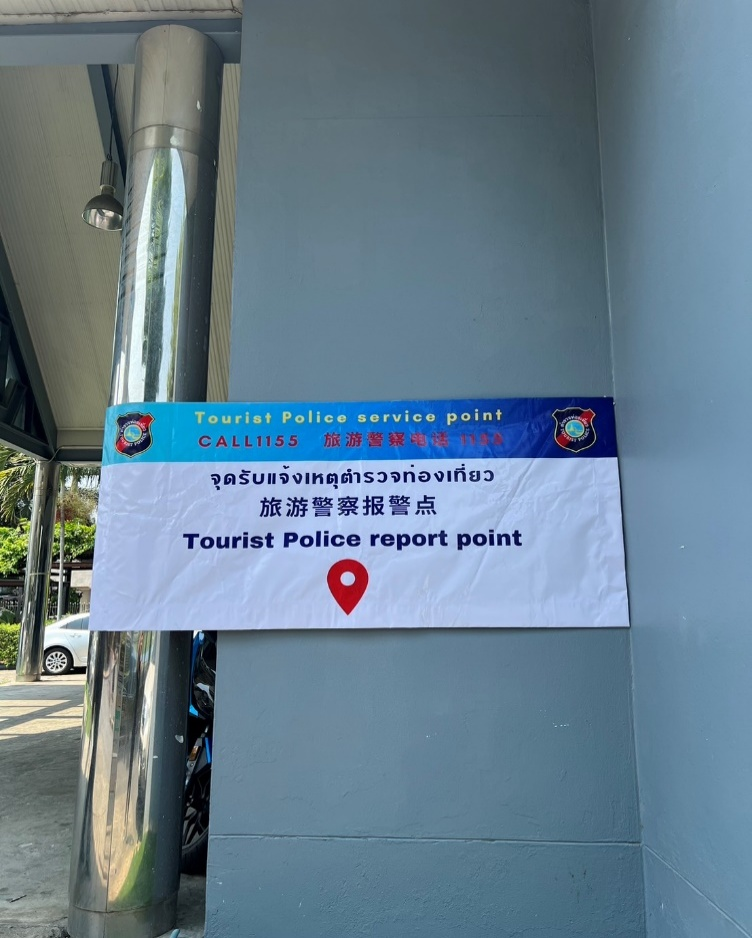 Tourist Police service point
CALL1155 旅游警察电话 1155
จุดรับแจ้งเหตุตำรวจท่องเที่ยว
旅游警察报警点
Tourist Police report point